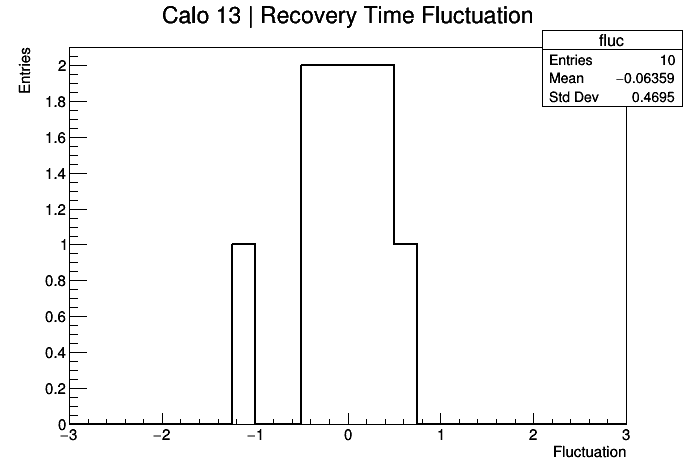 Calo 13 | Recovery Time Fluctuation
fluc
Entries 10
Mean −0.06359
Std Dev 0.4695
Entries
2
1.8
1.6
1.4
1.2
1
0.8
0.6
0.4
0.2
0
−3 −2 −1 0 1 2 3
Fluctuation